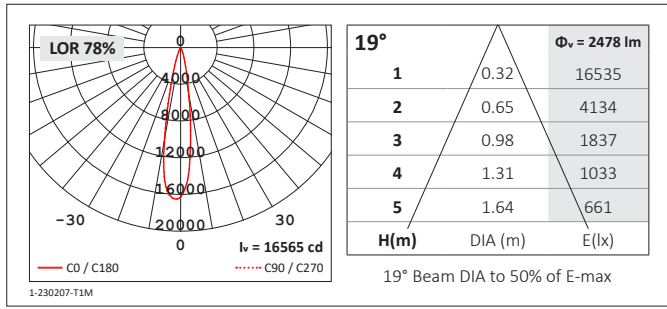 LOR 78%
0
4000
8000
12000
16000
20000
-30
0
30
Iᵥ = 16565 cd
C0 / C180
C90 / C270
1-230207-T1M
19°
Φᵥ = 2478 lm
1 0.32 16535
2 0.65 4134
3 0.98 1837
4 1.31 1033
5 1.64 661
H(m) DIA (m) E(lx)
19° Beam DIA to 50% of E-max